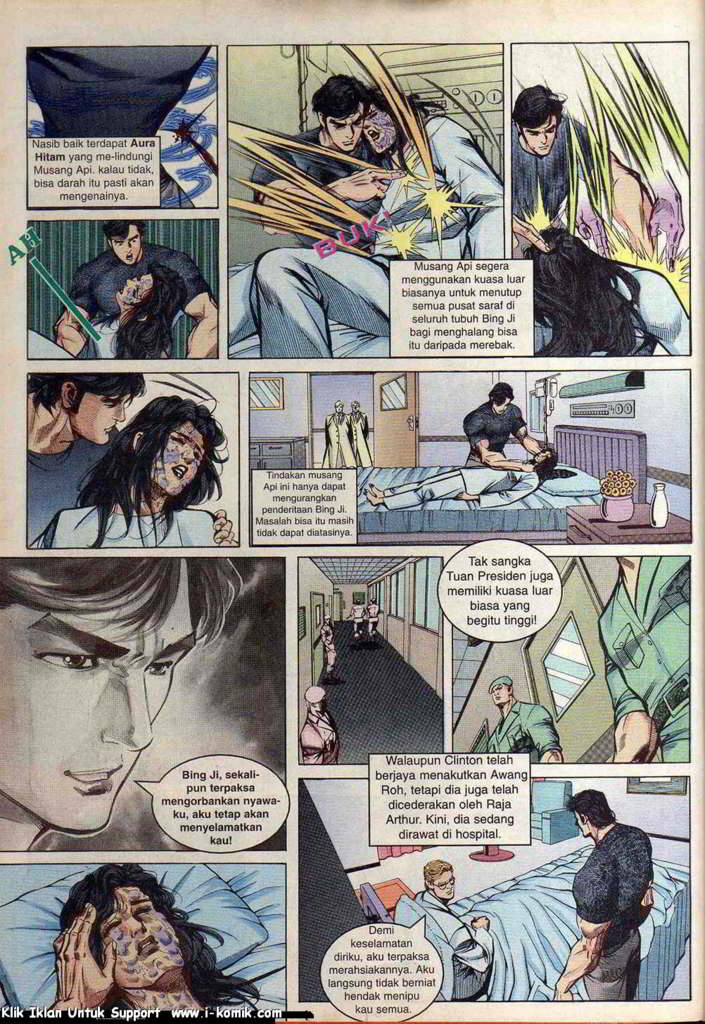 Nasib baik terdapat Aura
Hitam yang me-lindungi
Musang Api. kalau tidak,
bisa darah itu pasti akan
mengenainya.
AH
BUK!
Musang Api segera
menggunakan kuasa luar
biasanya untuk menutup
semua pusat saraf di
seluruh tubuh Bing Ji
bagi menghalang bisa
itu daripada merebak.
Tindakan musang
Api ini hanya dapat
mengurangkan
penderitaan Bing Ji.
Masalah bisa itu masih
tidak dapat diatasinya.
Bing Ji, sekali-
pun terpaksa
mengorbankan nyawa-
ku, aku tetap akan
menyelamatkan
kau!
Tak sangka
Tuan Presiden juga
memiliki kuasa luar
biasa yang
begitu tinggi!
Walaupun Clinton telah
berjaya menakutkan Awang
Roh, tetapi dia juga telah
dicederakan oleh Raja
Arthur. Kini, dia sedang
dirawat di hospital.
Demi
keselamatan
diriku, aku terpaksa
merahsiakannya. Aku
langsung tidak berniat
hendak menipu
kau semua.
Klik Iklan Untuk Support www.i-komik.com